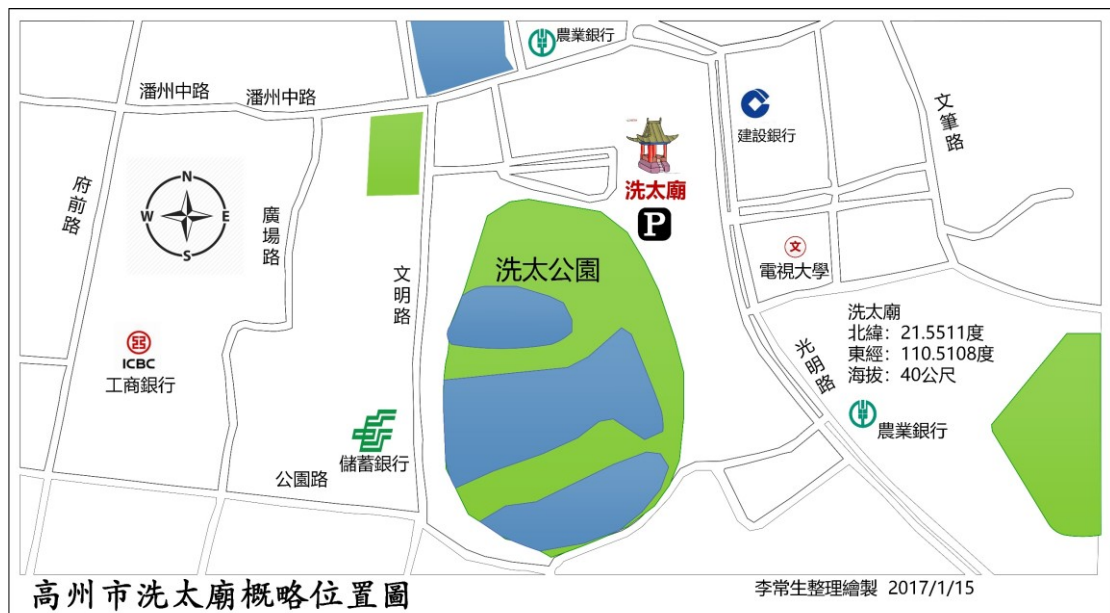 農業銀行
潘州中路
潘州中路
建設銀行
文筆路
府前路
N
W
E
S
廣場路
洗太廟
P
文
電視大學
洗太公園
文明路
洗太廟
北緯：21.5511度
東經：110.5108度
海拔：40公尺
光明路
ICBC
工商銀行
農業銀行
儲蓄銀行
公園路
高州市洗太廟概略位置圖
李常生整理繪製 2017/1/15